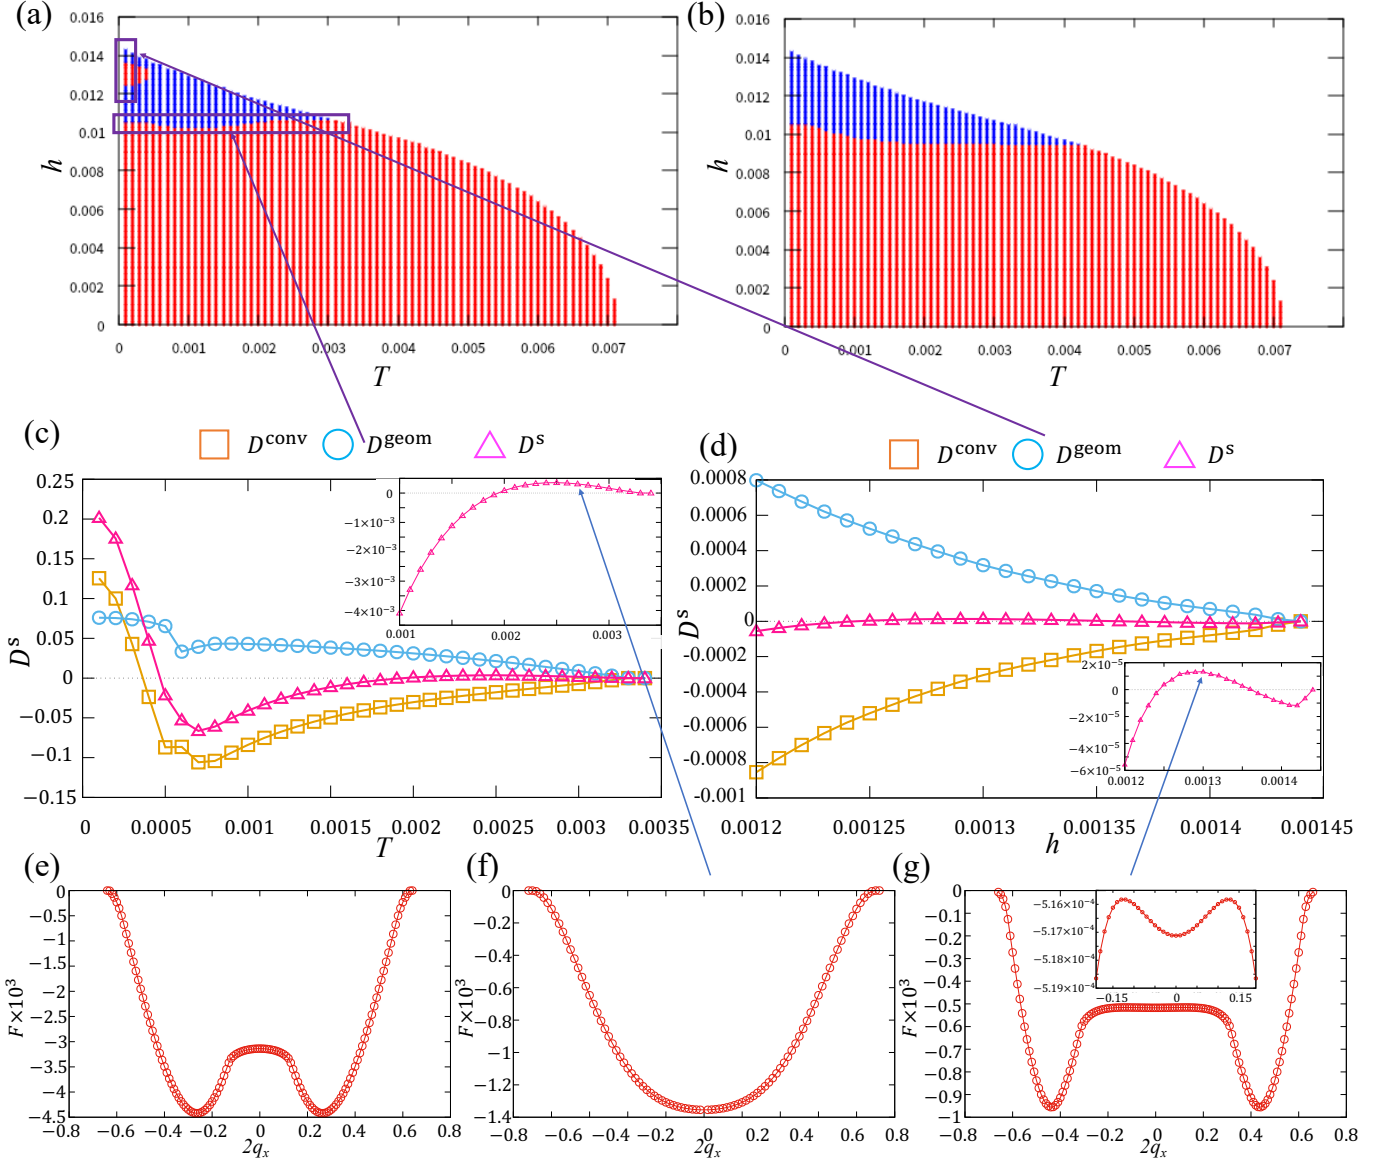 (a)
0.016
0.014
0.012
0.01
0.008
0.006
0.004
0.002
0
h
0 0.001 0.002 0.003 0.004 0.005 0.006 0.007
T
(b)
0.016
0.014
0.012
0.01
0.008
0.006
0.004
0.002
0
h
0 0.001 0.002 0.003 0.004 0.005 0.006 0.007
T
(c)
D^conv D^geom D^s
0.25
0.2
0.15
0.1
0.05
0
−0.05
−0.1
−0.15
D^s
0 0.0005 0.001 0.0015 0.002 0.0025 0.003 0.0035
T
0
−1×10⁻³
−2×10⁻³
−3×10⁻³
−4×10⁻³
0.001 0.002 0.003
(d)
D^conv D^geom D^s
0.0008
0.0006
0.0004
0.0002
0
−0.0002
−0.0004
−0.0006
−0.0008
-0.001
D^s
0.0012 0.00125 0.0013 0.00135 0.0014 0.00145
h
2×10⁻⁵
0
−2×10⁻⁵
−4×10⁻⁵
−6×10⁻⁵
0.0012 0.0013 0.0014
(e)
0
−0.5
−1
−1.5
−2
−2.5
−3
−3.5
−4
−4.5
F×10³
−0.8 −0.6 −0.4 −0.2 0 0.2 0.4 0.6 0.8
2qₓ
(f)
0
−0.2
−0.4
−0.6
−0.8
−1
−1.2
−1.4
F×10³
−0.8 −0.6 −0.4 −0.2 0 0.2 0.4 0.6 0.8
2qₓ
(g)
0
−0.1
−0.2
−0.3
−0.4
−0.5
−0.6
−0.7
−0.8
−0.9
−1
F×10³
−0.8 −0.6 −0.4 −0.2 0 0.2 0.4 0.6 0.8
2qₓ
−5.16×10⁻⁴
−5.17×10⁻⁴
−5.18×10⁻⁴
−5.19×10⁻⁴
−0.15 0 0.15